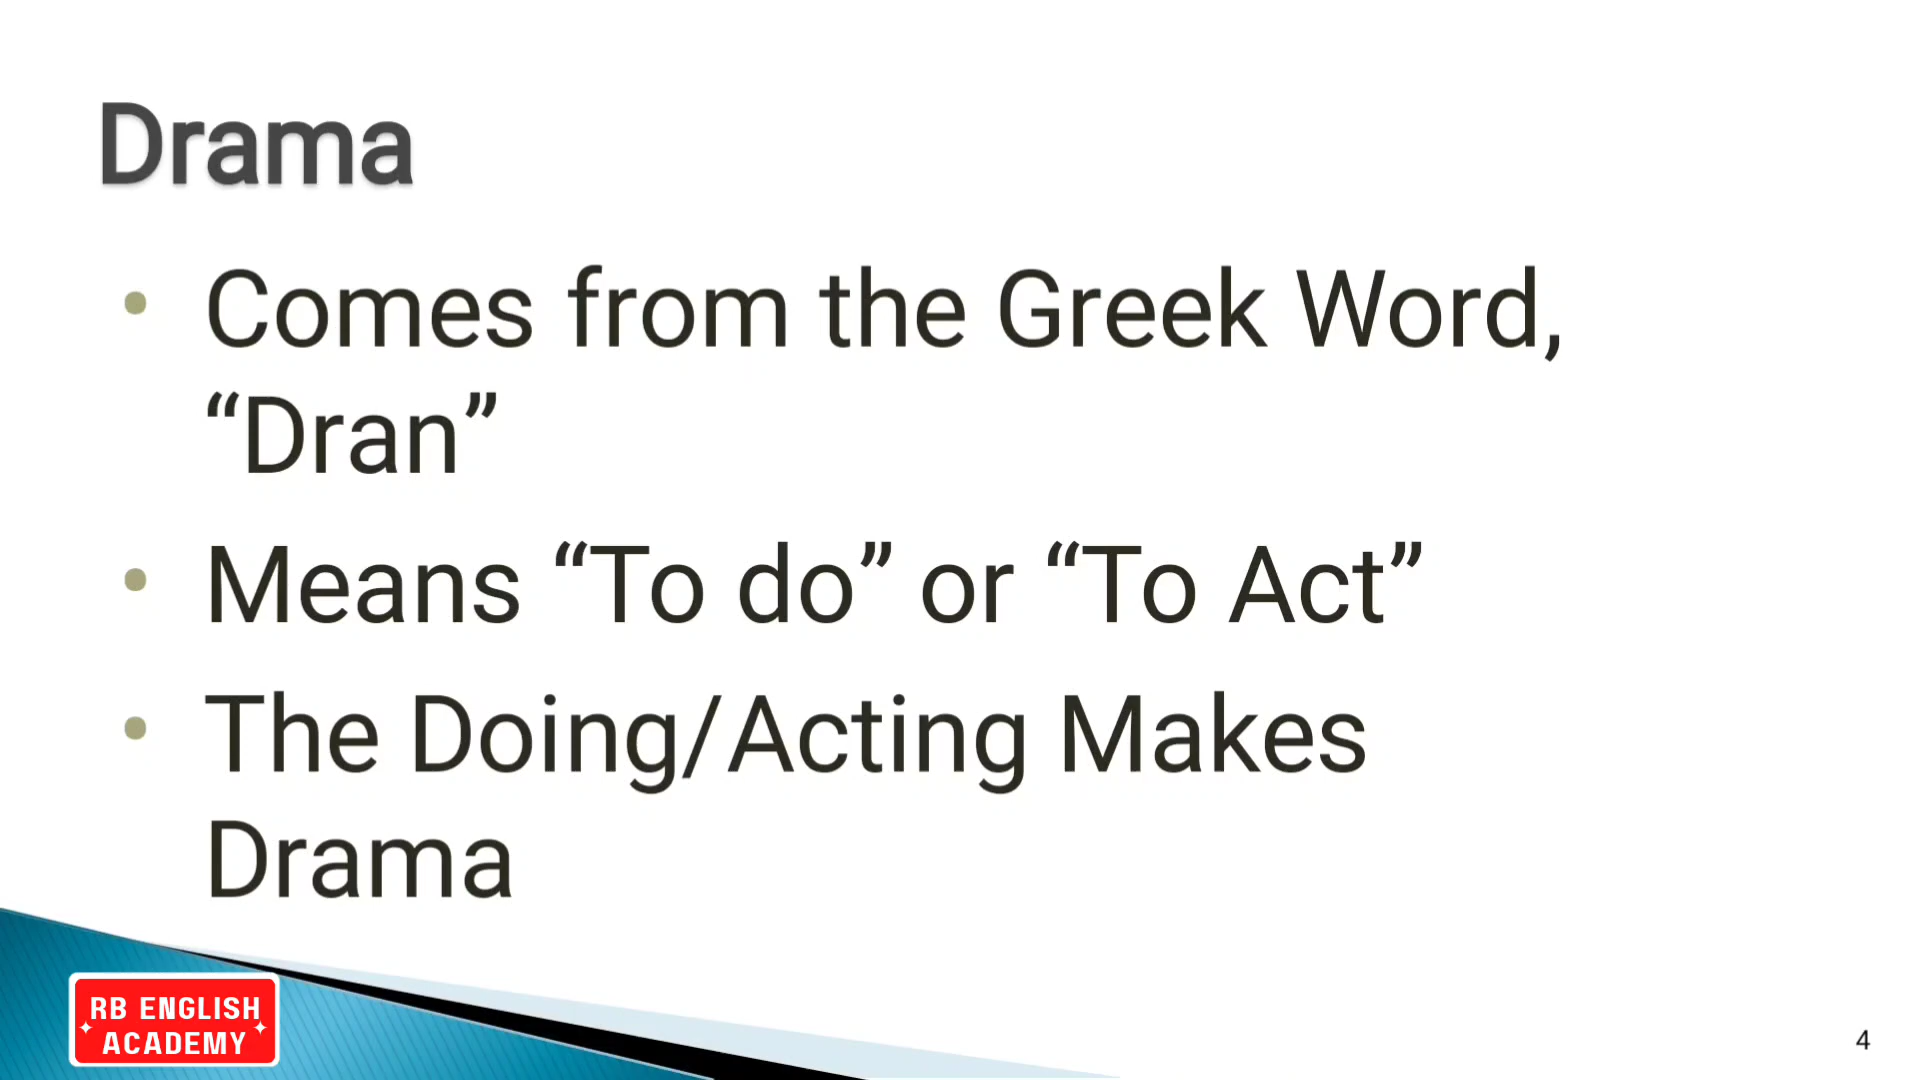 Drama
• Comes from the Greek Word,
“Dran”
• Means “To do” or “To Act”
• The Doing/Acting Makes
Drama
RB ENGLISH
ACADEMY
4